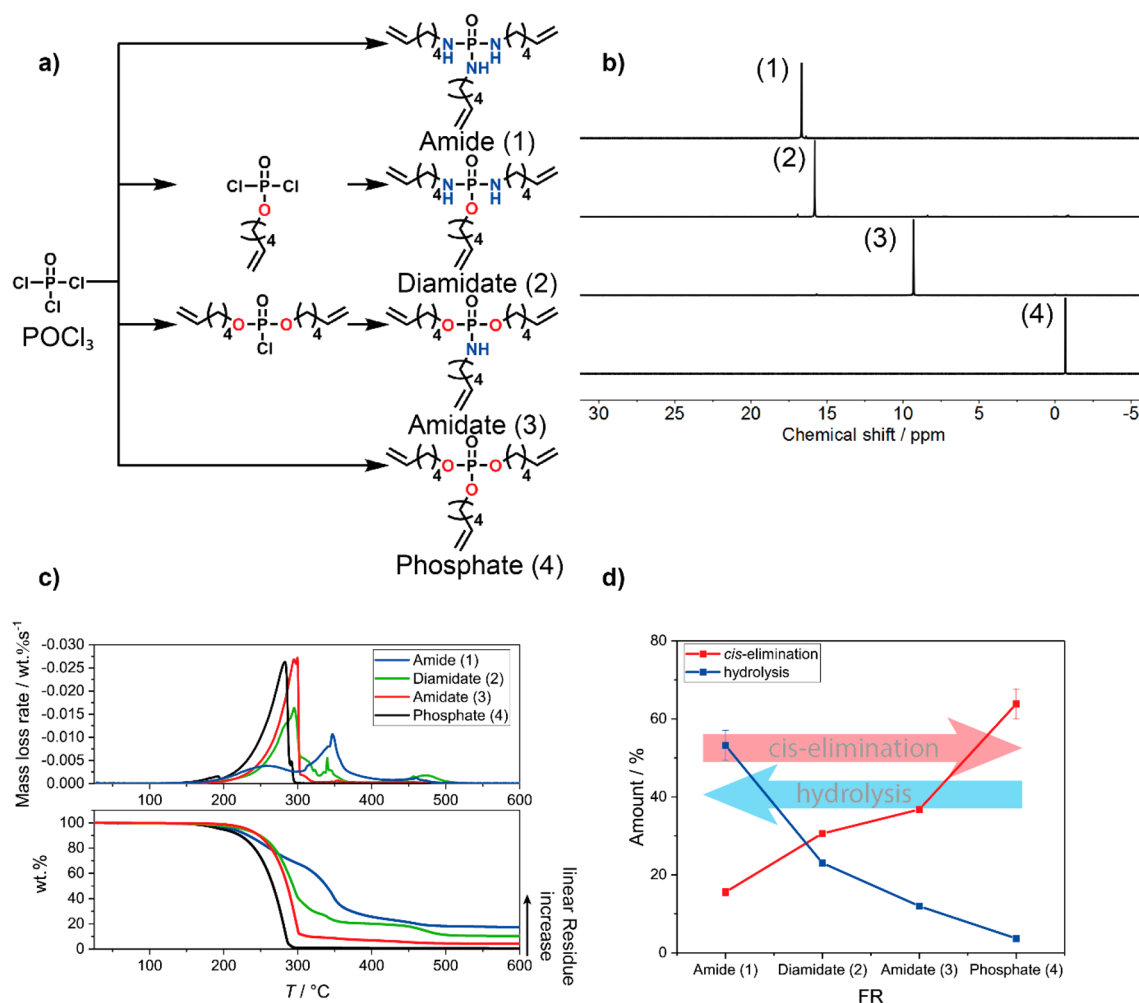 a)
O
4 N P N 4
H NH H
4
Amide (1)
O
Cl P Cl
O
4
O
4 N P N 4
H O H
4
Diamidate (2)
O
Cl P Cl
Cl
POCl₃
O
4 O P O 4
Cl
O
4 O P O 4
NH
4
Amidate (3)
O
4 O P O 4
O
4
Phosphate (4)
b)
(1)
(2)
(3)
(4)
30 25 20 15 10 5 0 -5
Chemical shift / ppm
c)
Mass loss rate / wt.%s⁻¹
-0.030
-0.025
-0.020
-0.015
-0.010
-0.005
0.000
Amide (1)
Diamidate (2)
Amidate (3)
Phosphate (4)
100 200 300 400 500 600
wt.%
100
80
60
40
20
0
100 200 300 400 500 600
T / °C
linear Residue
increase
d)
Amount / %
80
60
40
20
0
cis-elimination
hydrolysis
cis-elimination
hydrolysis
Amide (1) Diamidate (2) Amidate (3) Phosphate (4)
FR